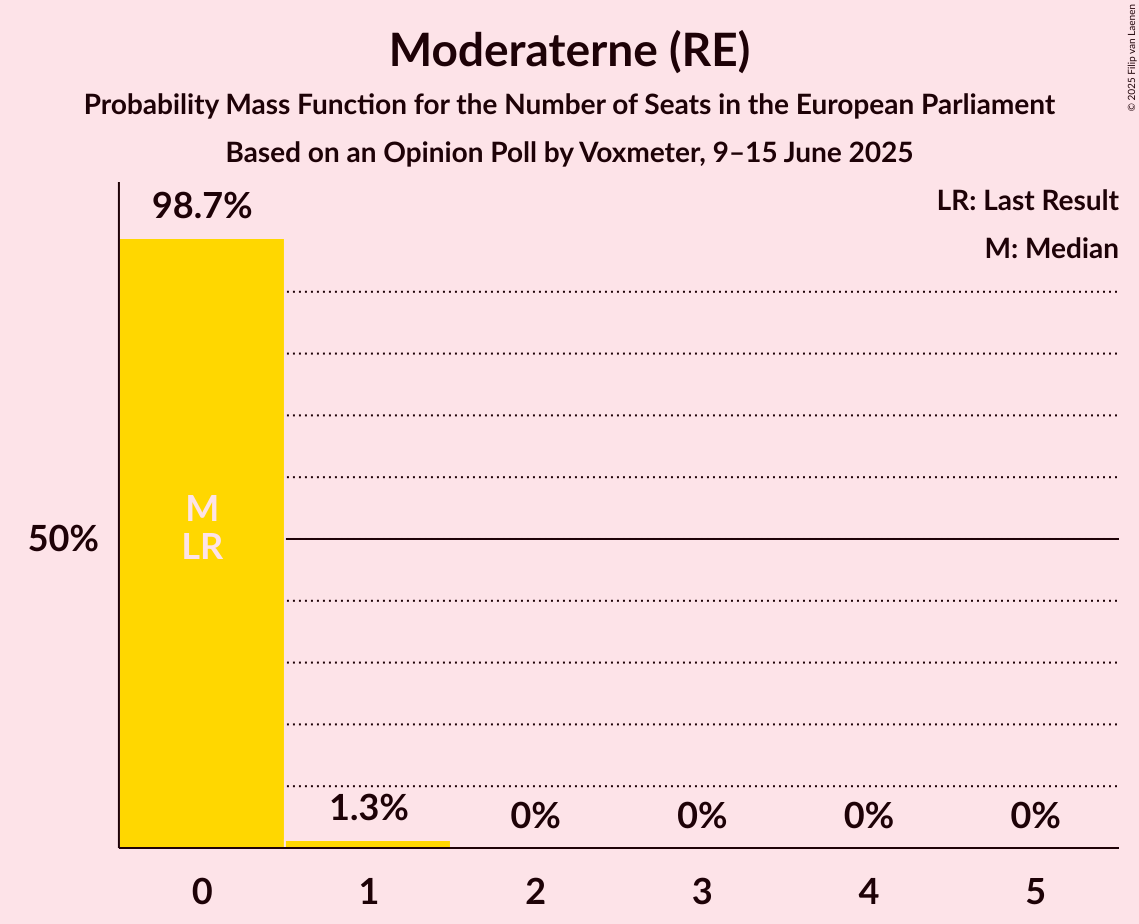 Moderaterne (RE)
Probability Mass Function for the Number of Seats in the European Parliament
Based on an Opinion Poll by Voxmeter, 9–15 June 2025
© 2025 Filip van Laenen
LR: Last Result
M: Median
98.7%
M
LR
50%
1.3%
0%
0%
0%
0%
0
1
2
3
4
5